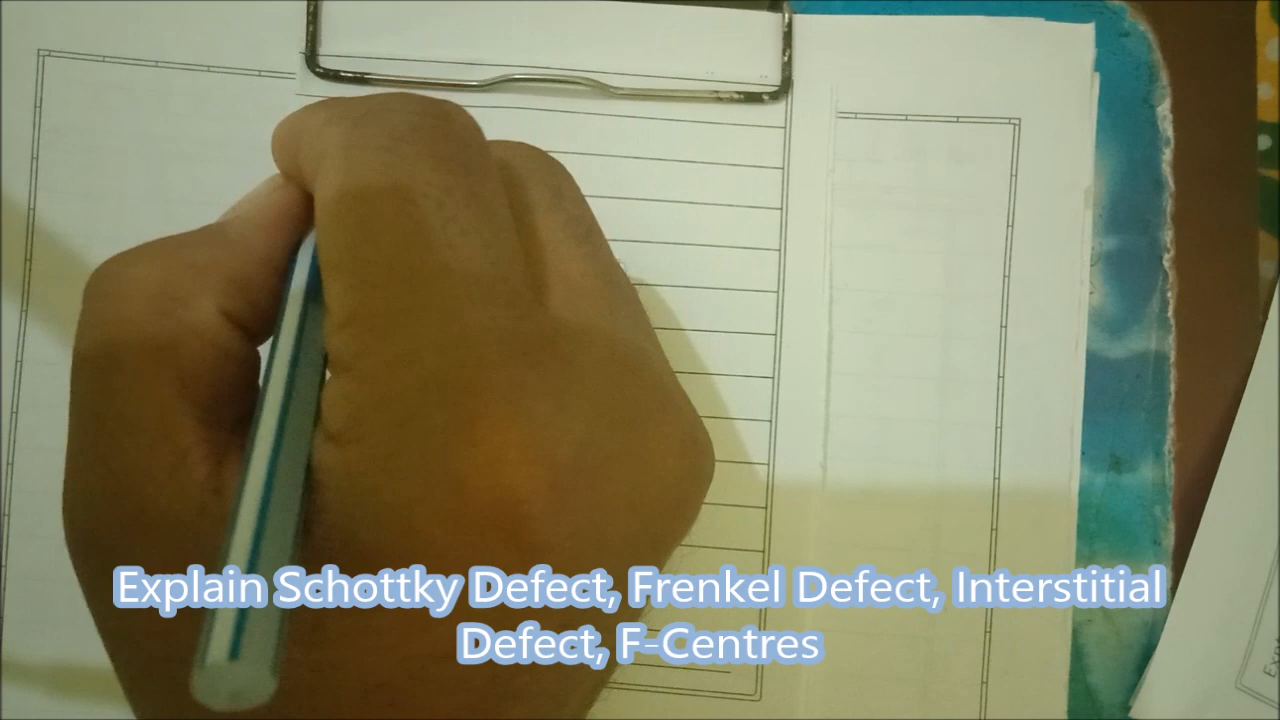 Explain Schottky Defect, Frenkel Defect, Interstitial
Defect, F-Centres